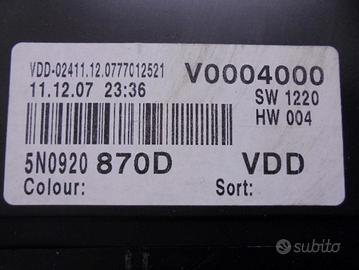 VDD-02411.12.0777012521 V0004000
11.12.07 23:36 SW 1220
HW 004
5N0920 870D VDD
Colour: Sort:
subito